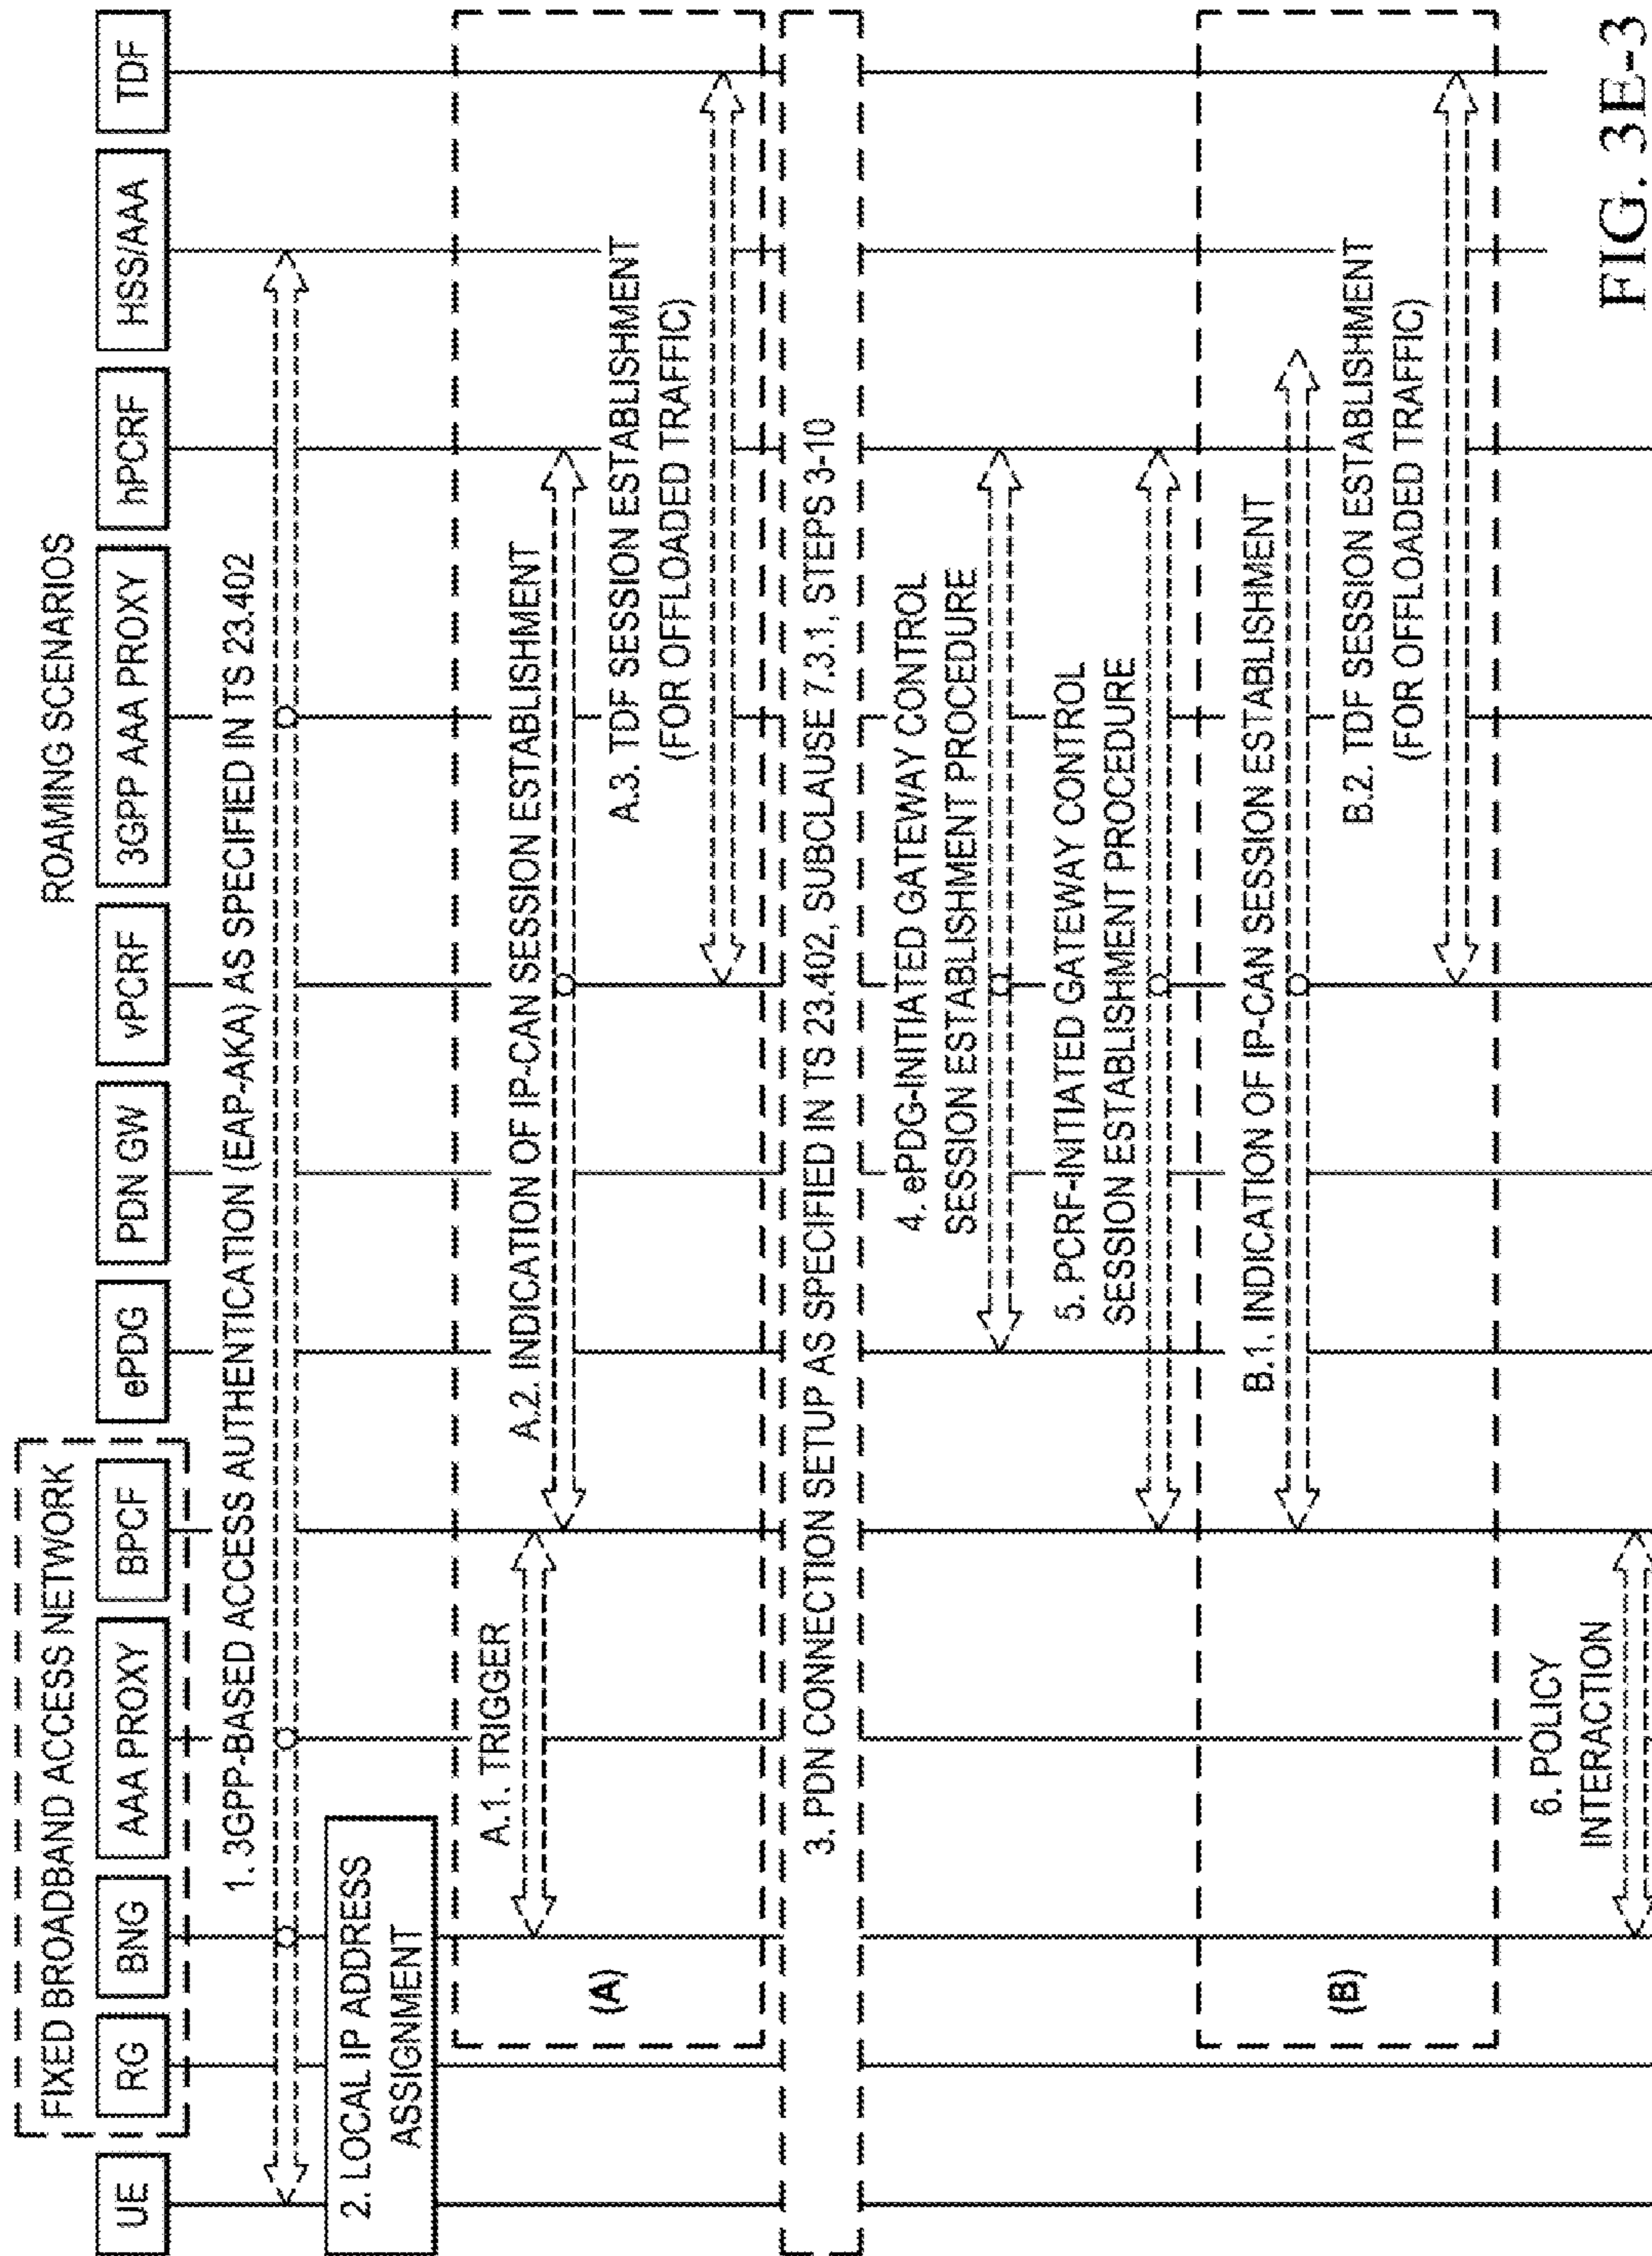 ROAMING SCENARIOS
FIXED BROADBAND ACCESS NETWORK
UE
RG
BNG
AAA PROXY
BPCF
ePDG
PDN GW
vPCRF
3GPP AAA PROXY
hPCRF
HSS/AAA
TDF
1. 3GPP-BASED ACCESS AUTHENTICATION (EAP-AKA) AS SPECIFIED IN TS 23.402
2. LOCAL IP ADDRESS
ASSIGNMENT
(A)
A.1. TRIGGER
A.2. INDICATION OF IP-CAN SESSION ESTABLISHMENT
A.3. TDF SESSION ESTABLISHMENT
(FOR OFFLOADED TRAFFIC)
3. PDN CONNECTION SETUP AS SPECIFIED IN TS 23.402, SUBCLAUSE 7.3.1, STEPS 3-10
4. ePDG-INITIATED GATEWAY CONTROL
SESSION ESTABLISHMENT PROCEDURE
5. PCRF-INITIATED GATEWAY CONTROL
SESSION ESTABLISHMENT PROCEDURE
(B)
B.1. INDICATION OF IP-CAN SESSION ESTABLISHMENT
B.2. TDF SESSION ESTABLISHMENT
(FOR OFFLOADED TRAFFIC)
6. POLICY
INTERACTION
FIG. 3E-3